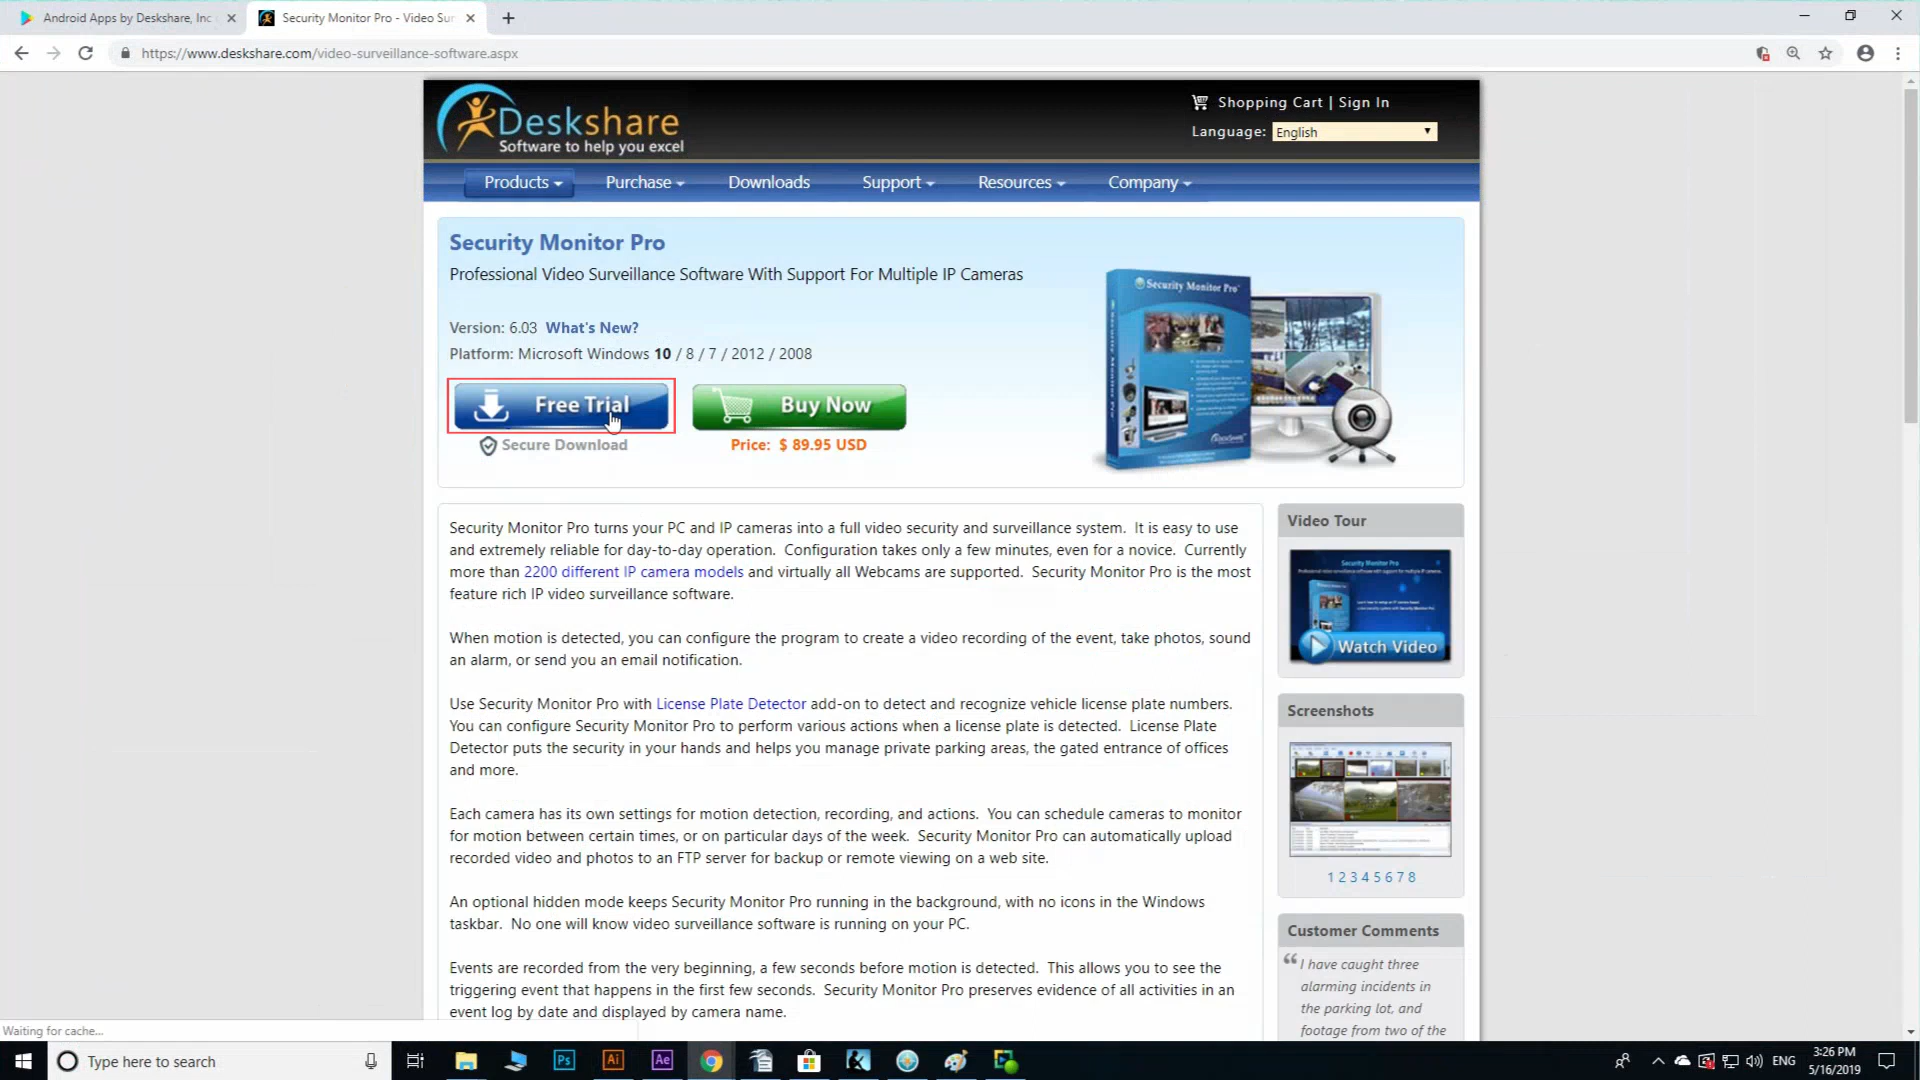 Android Apps by Deskshare, Inc
Security Monitor Pro - Video Sur
https://www.deskshare.com/video-surveillance-software.aspx
Deskshare
Software to help you excel
Shopping Cart | Sign In
Language: English
Products
Purchase
Downloads
Support
Resources
Company
Security Monitor Pro
Professional Video Surveillance Software With Support For Multiple IP Cameras
Version: 6.03 What's New?
Platform: Microsoft Windows 10 / 8 / 7 / 2012 / 2008
Free Trial
Buy Now
Secure Download
Price: $ 89.95 USD
Security Monitor Pro
Security Monitor Pro turns your PC and IP cameras into a full video security and surveillance system. It is easy to use
and extremely reliable for day-to-day operation. Configuration takes only a few minutes, even for a novice. Currently
more than 2200 different IP camera models and virtually all Webcams are supported. Security Monitor Pro is the most
feature rich IP video surveillance software.
When motion is detected, you can configure the program to create a video recording of the event, take photos, sound
an alarm, or send you an email notification.
Use Security Monitor Pro with License Plate Detector add-on to detect and recognize vehicle license plate numbers.
You can configure Security Monitor Pro to perform various actions when a license plate is detected. License Plate
Detector puts the security in your hands and helps you manage private parking areas, the gated entrance of offices
and more.
Each camera has its own settings for motion detection, recording, and actions. You can schedule cameras to monitor
for motion between certain times, or on particular days of the week. Security Monitor Pro can automatically upload
recorded video and photos to an FTP server for backup or remote viewing on a web site.
An optional hidden mode keeps Security Monitor Pro running in the background, with no icons in the Windows
taskbar. No one will know video surveillance software is running on your PC.
Events are recorded from the very beginning, a few seconds before motion is detected. This allows you to see the
triggering event that happens in the first few seconds. Security Monitor Pro preserves evidence of all activities in an
event log by date and displayed by camera name.
Video Tour
Security Monitor Pro
Watch Video
Screenshots
1 2 3 4 5 6 7 8
Customer Comments
“ I have caught three
alarming incidents in
the parking lot, and
footage from two of the
Waiting for cache...
Type here to search
Ps
Ai
Ae
ENG
3:26 PM
5/16/2019